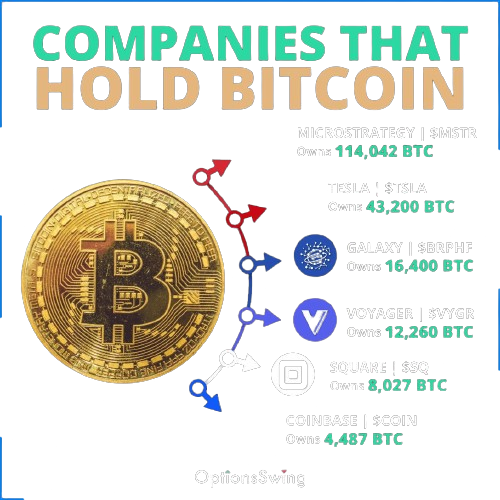 COMPANIES THAT
HOLD BITCOIN
MICROSTRATEGY | $MSTR
Owns 114,042 BTC
TESLA | $TSLA
Owns 43,200 BTC
GALAXY | $BRPHF
Owns 16,400 BTC
VOYAGER | $VYGR
Owns 12,260 BTC
SQUARE | $SQ
Owns 8,027 BTC
COINBASE | $COIN
Owns 4,487 BTC
OptionsSwing